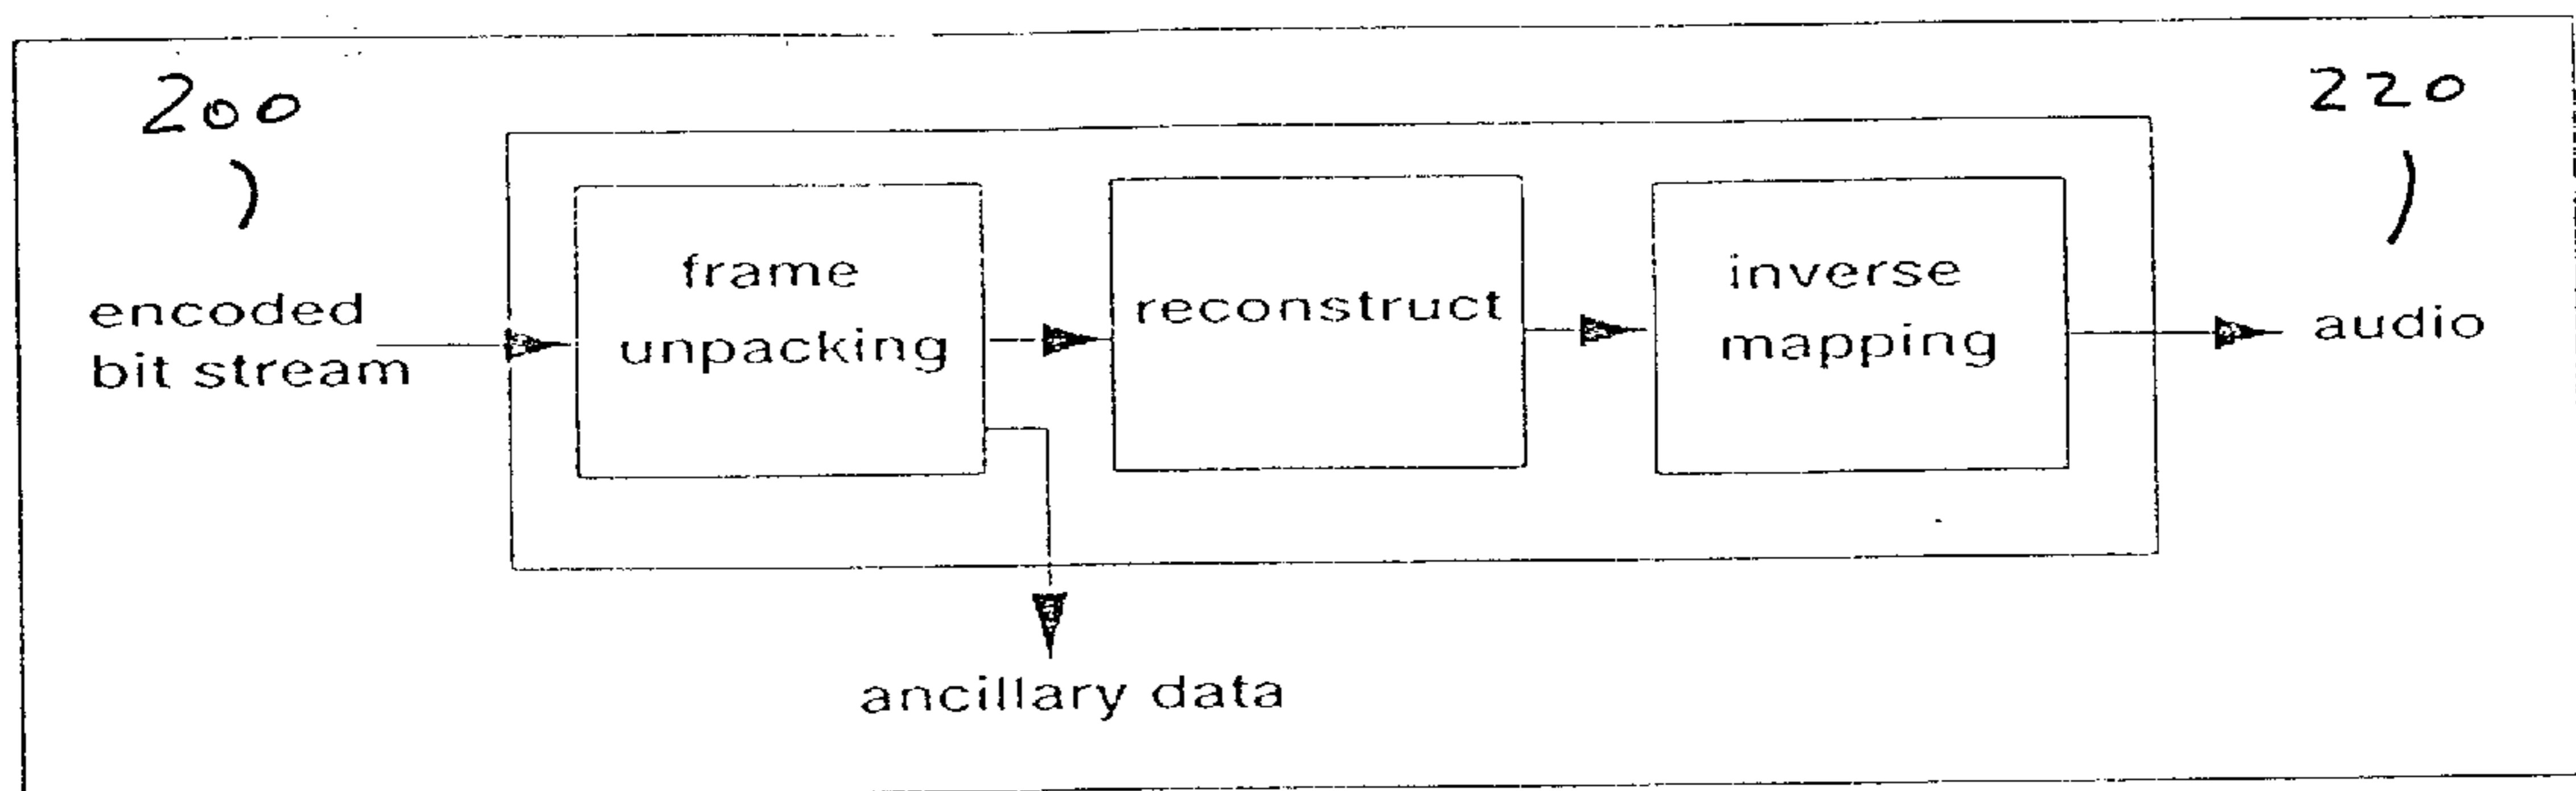 200
220
encoded
bit stream
frame
unpacking
reconstruct
inverse
mapping
audio
ancillary data